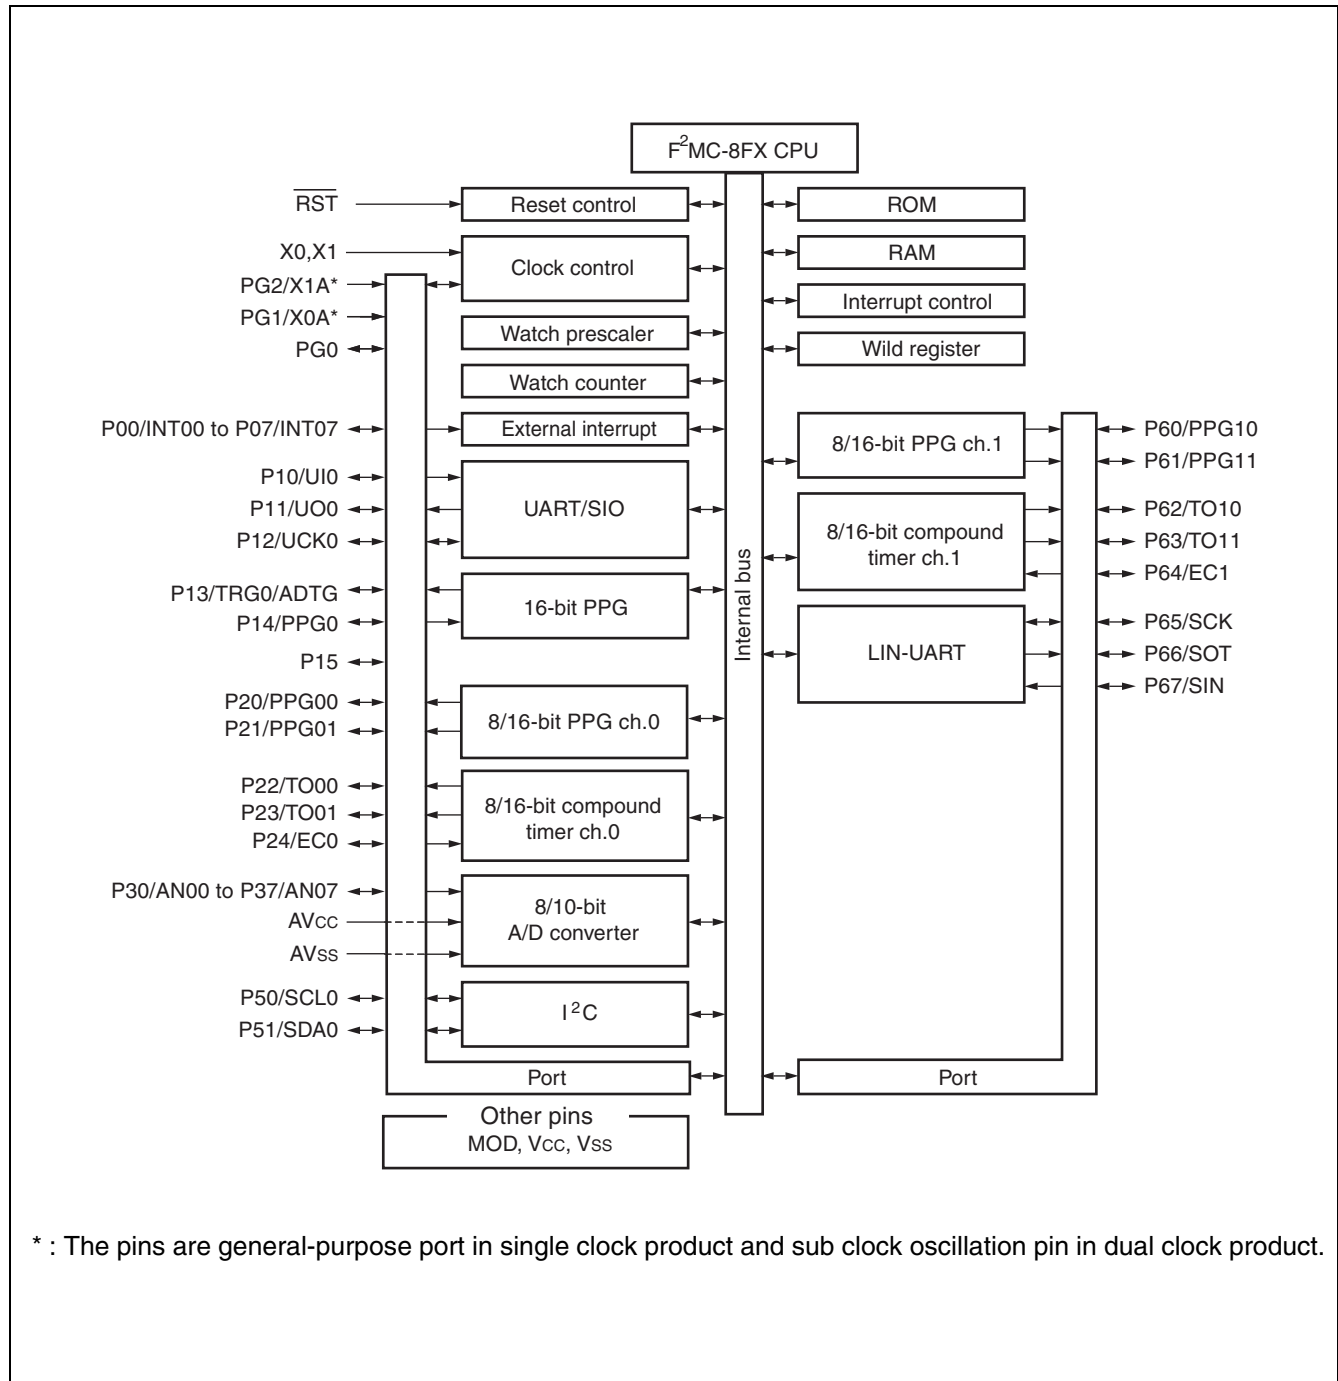 F²MC-8FX CPU
RST
Reset control
ROM
X0,X1
Clock control
RAM
PG2/X1A*
PG1/X0A*
Interrupt control
Watch prescaler
PG0
Wild register
Watch counter
P00/INT00 to P07/INT07
External interrupt
8/16-bit PPG ch.1
P60/PPG10
P61/PPG11
P10/UI0
P11/UO0
P12/UCK0
UART/SIO
Internal bus
8/16-bit compound
timer ch.1
P62/TO10
P63/TO11
P64/EC1
P13/TRG0/ADTG
P14/PPG0
16-bit PPG
P15
LIN-UART
P65/SCK
P66/SOT
P67/SIN
P20/PPG00
P21/PPG01
8/16-bit PPG ch.0
P22/TO00
P23/TO01
P24/EC0
8/16-bit compound
timer ch.0
P30/AN00 to P37/AN07
AVCC
AVSS
8/10-bit
A/D converter
P50/SCL0
P51/SDA0
I²C
Port
Port
Other pins
MOD, VCC, VSS
* : The pins are general-purpose port in single clock product and sub clock oscillation pin in dual clock product.